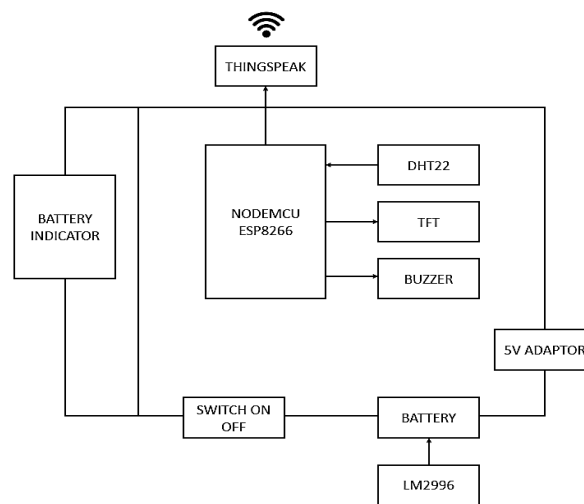 THINGSPEAK
DHT22
NODEMCU
ESP8266
TFT
BATTERY
INDICATOR
BUZZER
5V ADAPTOR
SWITCH ON
OFF
BATTERY
LM2996